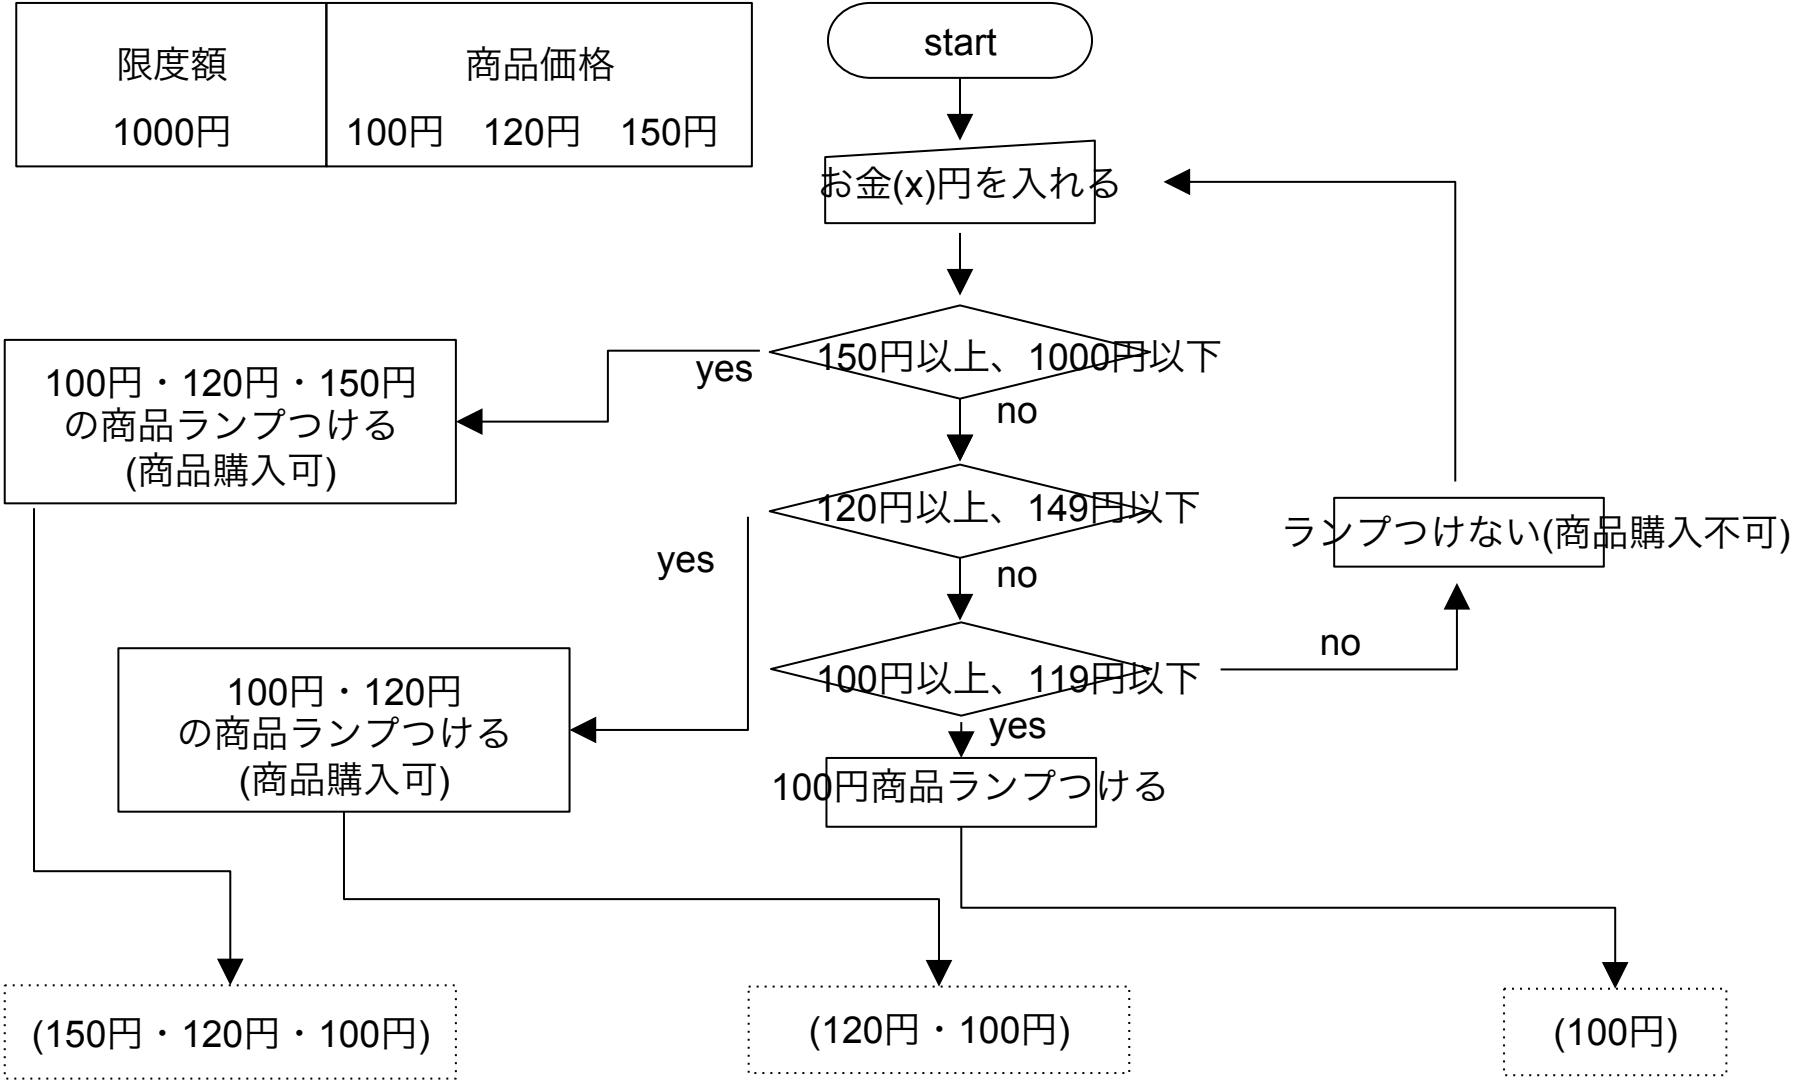 限度額
商品価格
1000円
100円 120円 150円
start
お金(x)円を入れる
150円以上、1000円以下
yes
no
100円・120円・150円
の商品ランプつける
(商品購入可)
120円以上、149円以下
yes
no
ランプつけない(商品購入不可)
100円以上、119円以下
no
yes
100円・120円
の商品ランプつける
(商品購入可)
100円商品ランプつける
(150円・120円・100円)
(120円・100円)
(100円)